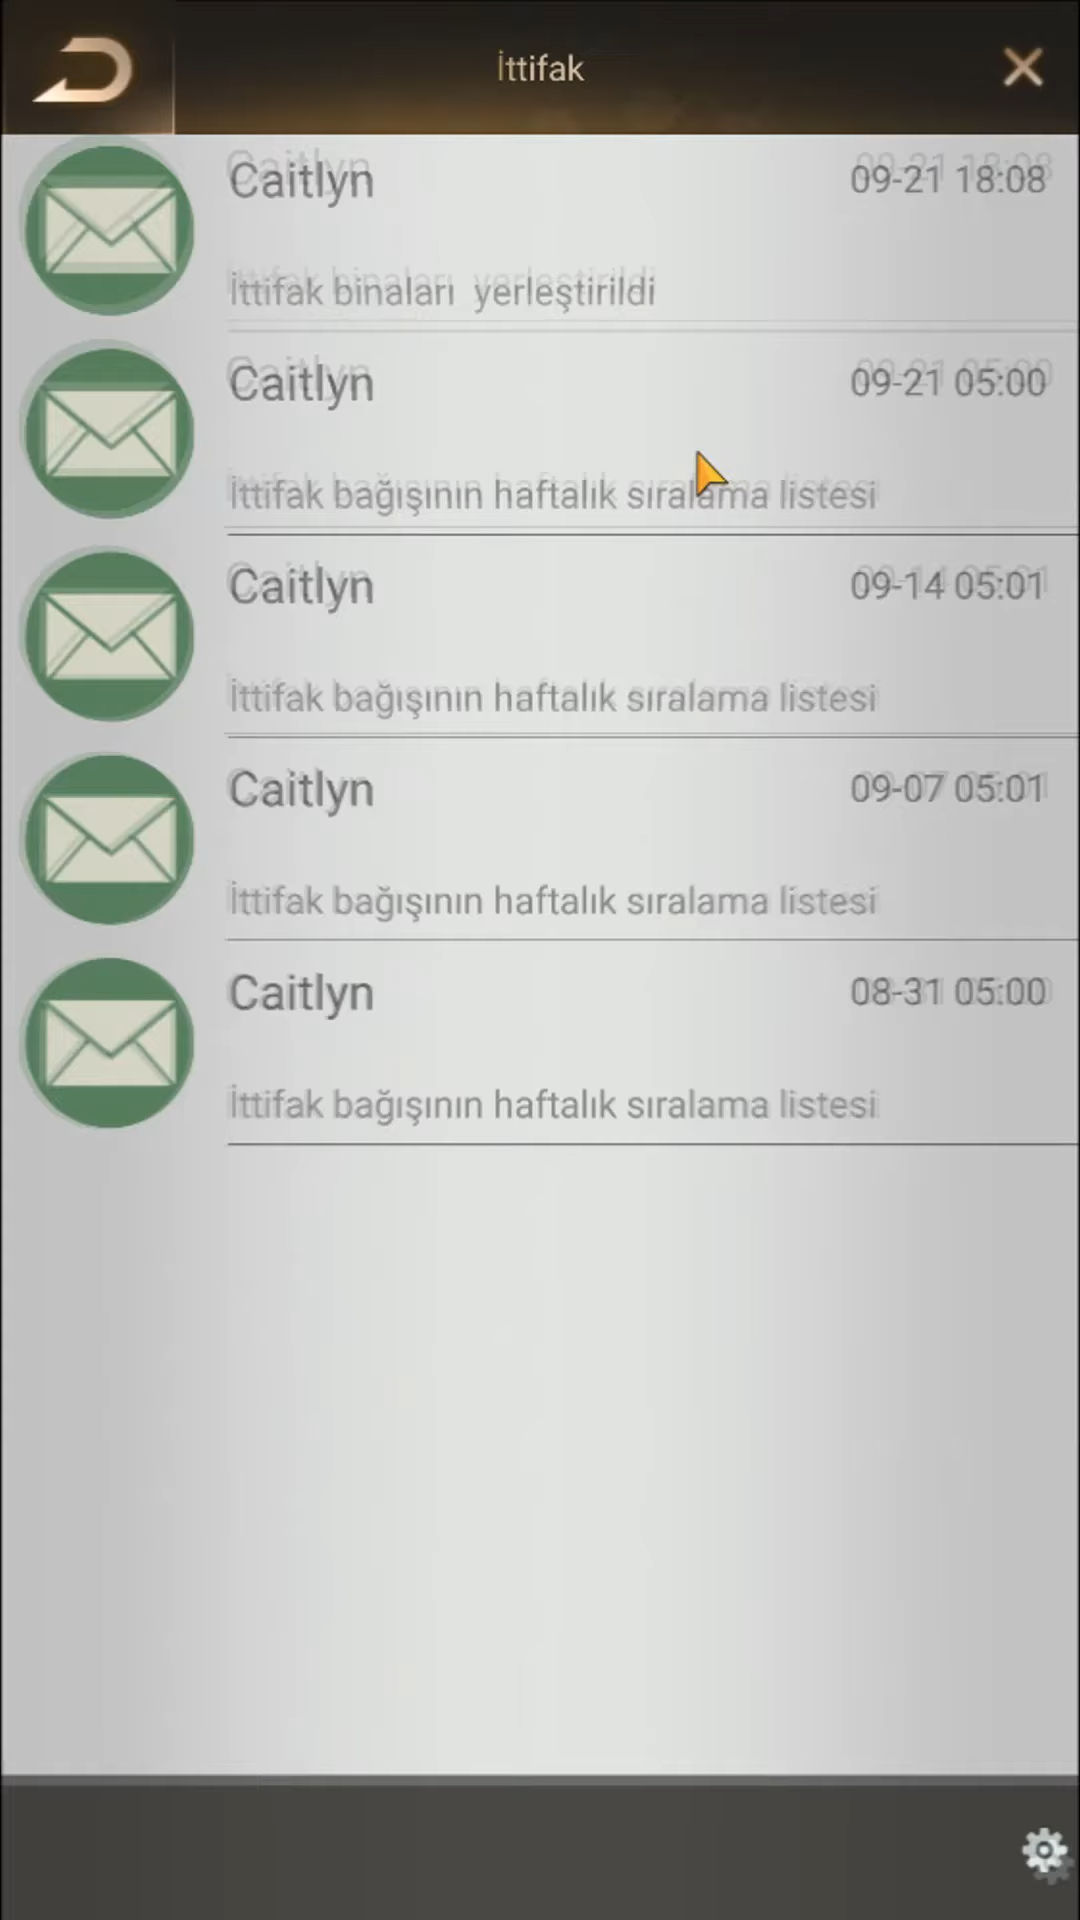 İttifak
Caitlyn 09-21 18:08
İttifak binaları  yerleştirildi
Caitlyn 09-21 05:00
İttifak bağışının haftalık sıralama listesi
Caitlyn 09-14 05:01
İttifak bağışının haftalık sıralama listesi
Caitlyn 09-07 05:01
İttifak bağışının haftalık sıralama listesi
Caitlyn 08-31 05:00
İttifak bağışının haftalık sıralama listesi